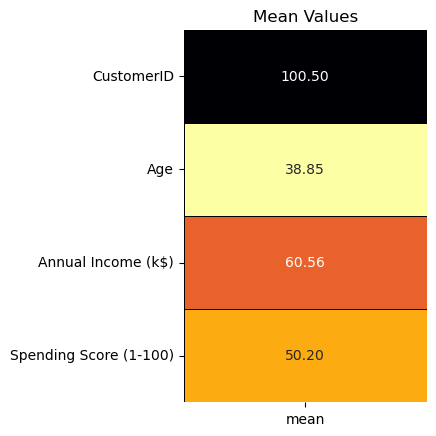 Mean Values
CustomerID 100.50
Age 38.85
Annual Income (k$) 60.56
Spending Score (1-100) 50.20
mean